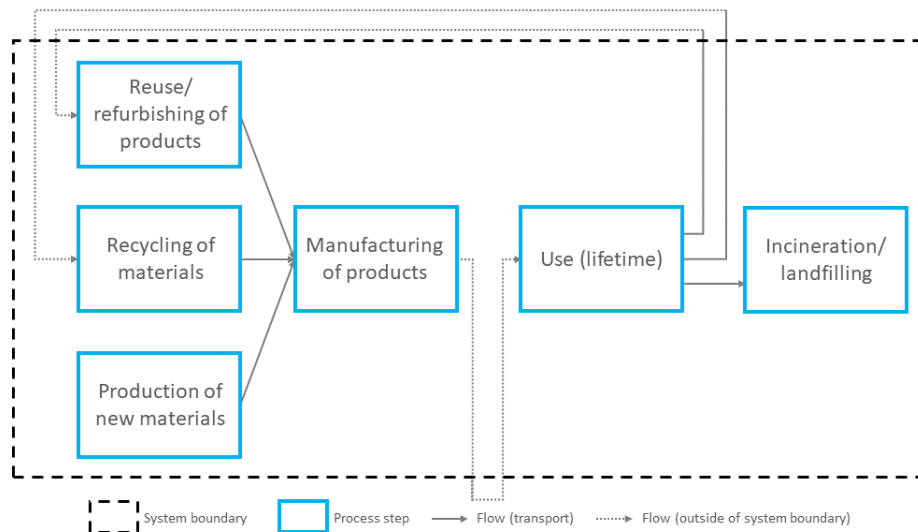 Reuse/
refurbishing of
products
Recycling of
materials
Manufacturing
of products
Use (lifetime)
Incineration/
landfilling
Production of
new materials
System boundary
Process step
Flow (transport)
Flow (outside of system boundary)